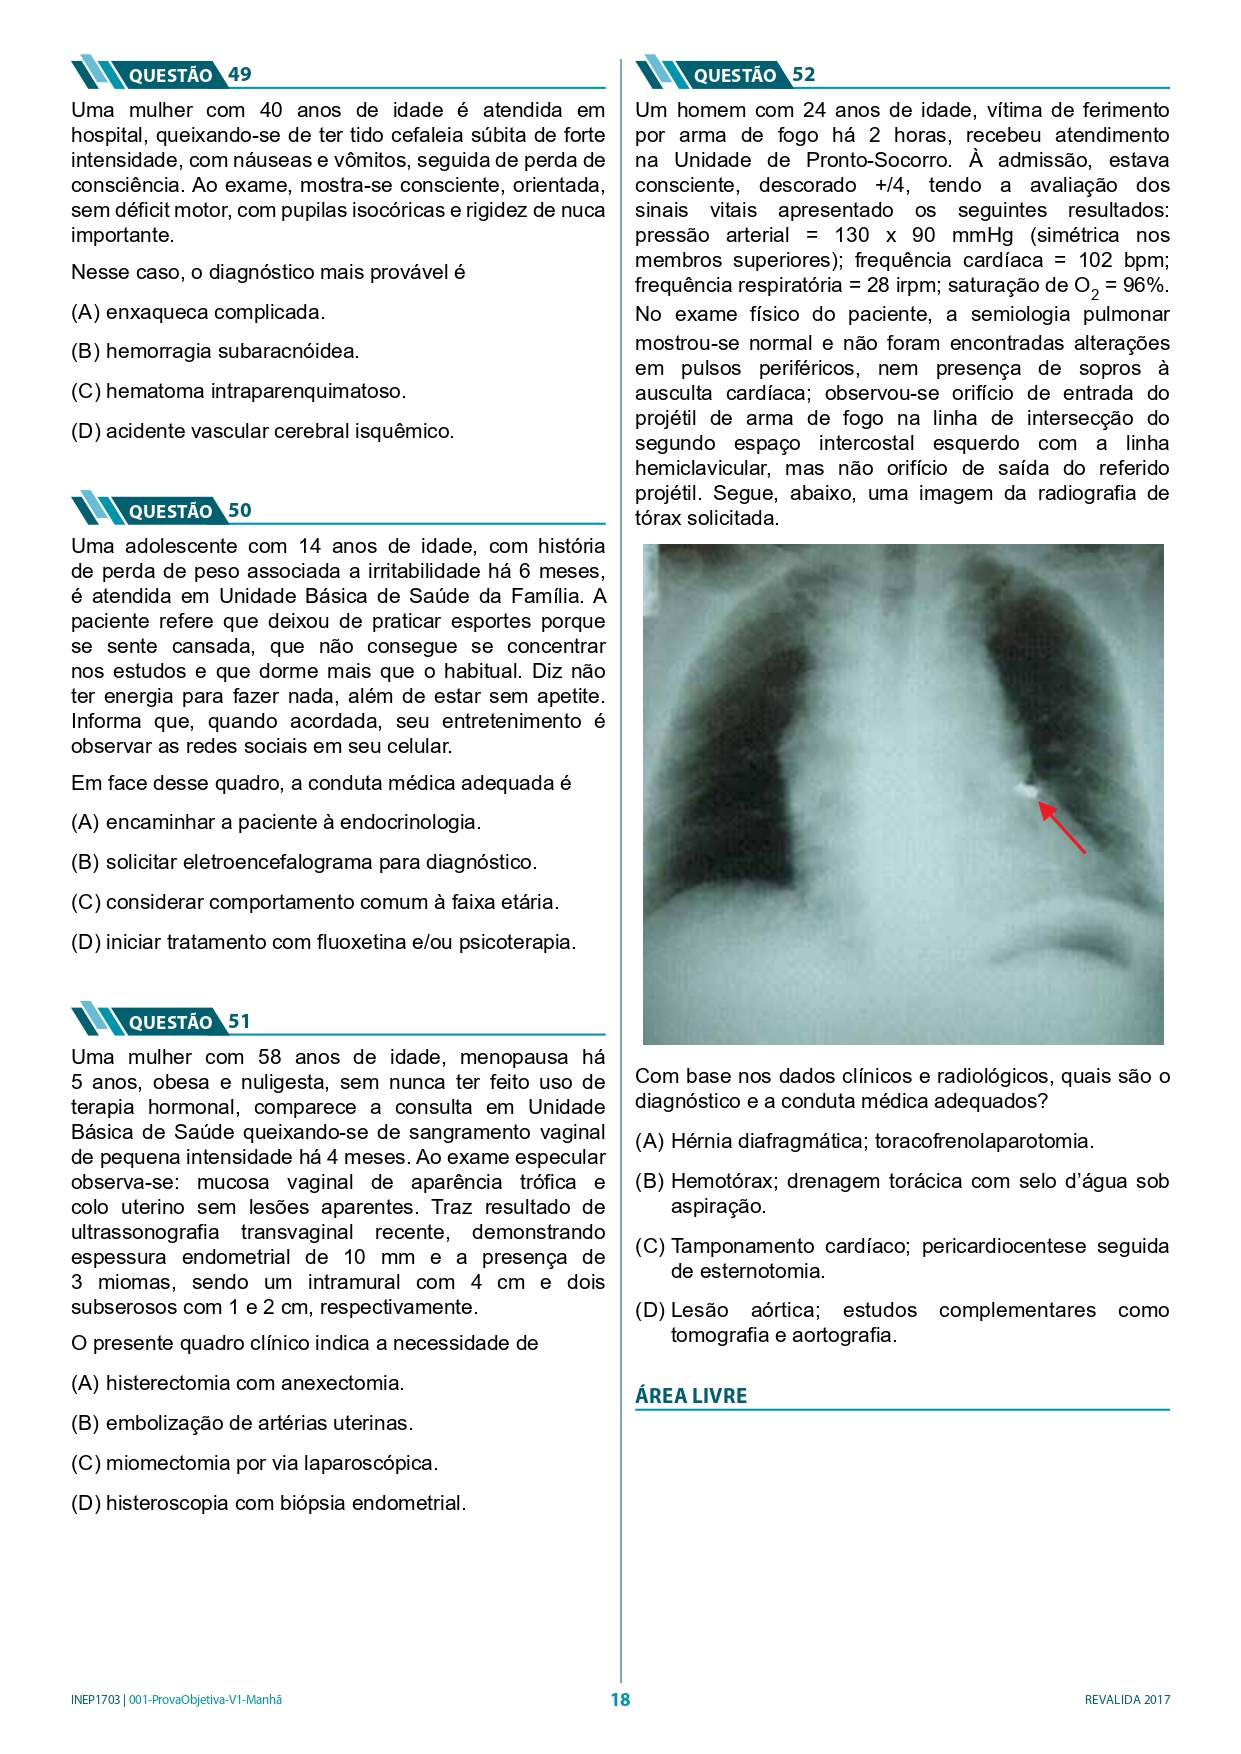 QUESTÃO 49
Uma mulher com 40 anos de idade é atendida em
hospital, queixando-se de ter tido cefaleia súbita de forte
intensidade, com náuseas e vômitos, seguida de perda de
consciência. Ao exame, mostra-se consciente, orientada,
sem déficit motor, com pupilas isocóricas e rigidez de nuca
importante.
Nesse caso, o diagnóstico mais provável é
(A) enxaqueca complicada.
(B) hemorragia subaracnóidea.
(C) hematoma intraparenquimatoso.
(D) acidente vascular cerebral isquêmico.
QUESTÃO 50
Uma adolescente com 14 anos de idade, com história
de perda de peso associada a irritabilidade há 6 meses,
é atendida em Unidade Básica de Saúde da Família. A
paciente refere que deixou de praticar esportes porque
se sente cansada, que não consegue se concentrar
nos estudos e que dorme mais que o habitual. Diz não
ter energia para fazer nada, além de estar sem apetite.
Informa que, quando acordada, seu entretenimento é
observar as redes sociais em seu celular.
Em face desse quadro, a conduta médica adequada é
(A) encaminhar a paciente à endocrinologia.
(B) solicitar eletroencefalograma para diagnóstico.
(C) considerar comportamento comum à faixa etária.
(D) iniciar tratamento com fluoxetina e/ou psicoterapia.
QUESTÃO 51
Uma mulher com 58 anos de idade, menopausa há
5 anos, obesa e nuligesta, sem nunca ter feito uso de
terapia hormonal, comparece a consulta em Unidade
Básica de Saúde queixando-se de sangramento vaginal
de pequena intensidade há 4 meses. Ao exame especular
observa-se: mucosa vaginal de aparência trófica e
colo uterino sem lesões aparentes. Traz resultado de
ultrassonografia transvaginal recente, demonstrando
espessura endometrial de 10 mm e a presença de
3 miomas, sendo um intramural com 4 cm e dois
subserosos com 1 e 2 cm, respectivamente.
O presente quadro clínico indica a necessidade de
(A) histerectomia com anexectomia.
(B) embolização de artérias uterinas.
(C) miomectomia por via laparoscópica.
(D) histeroscopia com biópsia endometrial.
QUESTÃO 52
Um homem com 24 anos de idade, vítima de ferimento
por arma de fogo há 2 horas, recebeu atendimento
na Unidade de Pronto-Socorro. À admissão, estava
consciente, descorado +/4, tendo a avaliação dos
sinais vitais apresentado os seguintes resultados:
pressão arterial = 130 x 90 mmHg (simétrica nos
membros superiores); frequência cardíaca = 102 bpm;
frequência respiratória = 28 irpm; saturação de O2 = 96%.
No exame físico do paciente, a semiologia pulmonar
mostrou-se normal e não foram encontradas alterações
em pulsos periféricos, nem presença de sopros à
ausculta cardíaca; observou-se orifício de entrada do
projétil de arma de fogo na linha de intersecção do
segundo espaço intercostal esquerdo com a linha
hemiclavicular, mas não orifício de saída do referido
projétil. Segue, abaixo, uma imagem da radiografia de
tórax solicitada.
Com base nos dados clínicos e radiológicos, quais são o
diagnóstico e a conduta médica adequados?
(A) Hérnia diafragmática; toracofrenolaparotomia.
(B) Hemotórax; drenagem torácica com selo d’água sob
aspiração.
(C) Tamponamento cardíaco; pericardiocentese seguida
de esternotomia.
(D) Lesão aórtica; estudos complementares como
tomografia e aortografia.
ÁREA LIVRE
INEP1703 | 001-ProvaObjetiva-V1-Manhã
18
REVALIDA 2017